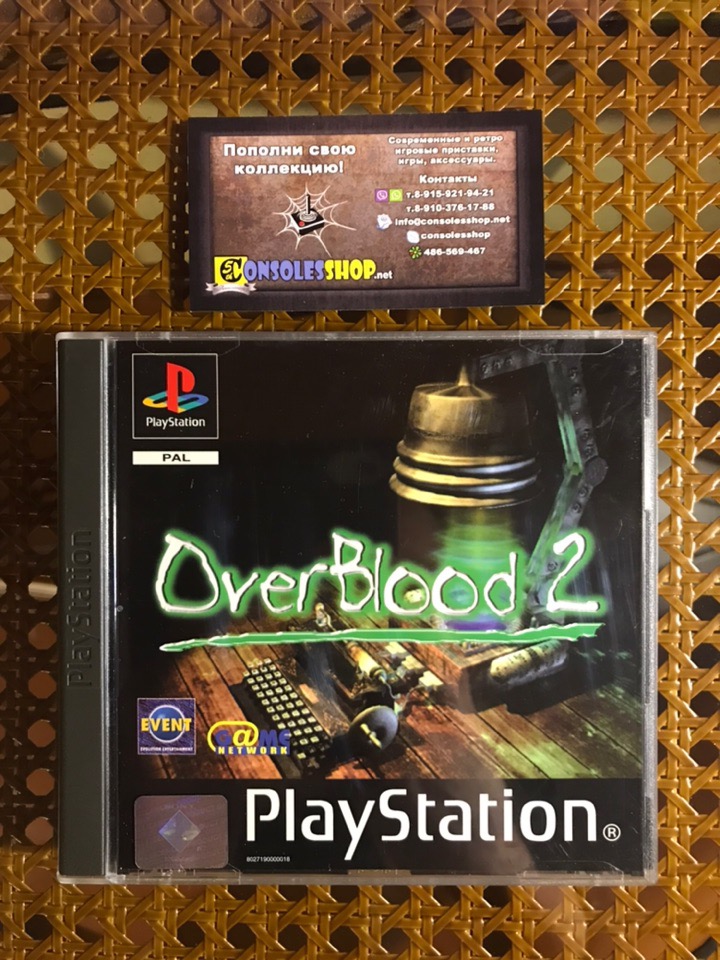 Пополни свою
коллекцию!
Современные и ретро
игровые приставки,
игры, аксессуары.
Контакты
т.8-915-921-94-21
т.8-910-376-17-88
info@consolesshop.net
consolesshop
486-569-467
CONSOLESSHOP.net
PlayStation
PAL
PlayStation
OverBlood 2
EVENT
G@ME
NETWORK
PlayStation®
8027190000018